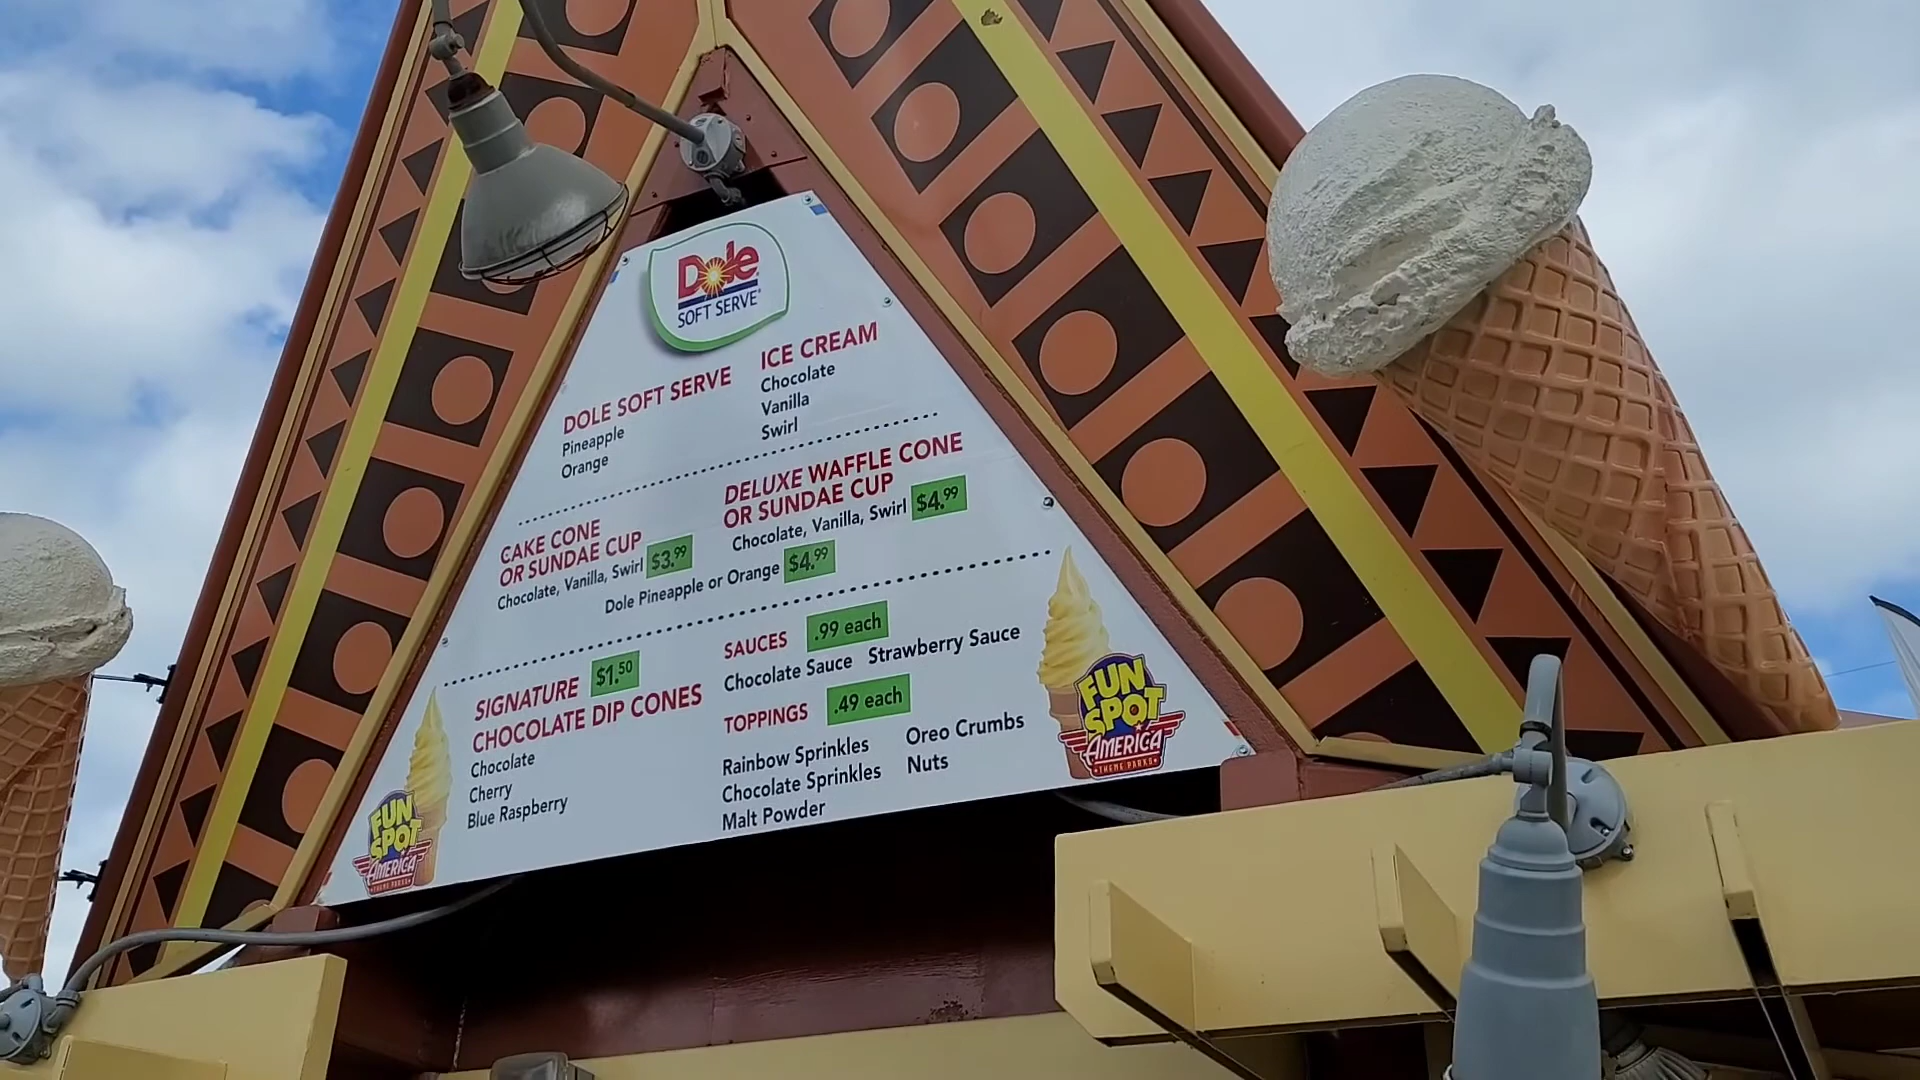 Dole
SOFT SERVE®
DOLE SOFT SERVE
Pineapple
Orange
ICE CREAM
Chocolate
Vanilla
Swirl
CAKE CONE
OR SUNDAE CUP
Chocolate, Vanilla, Swirl $3.99
DELUXE WAFFLE CONE
OR SUNDAE CUP
Chocolate, Vanilla, Swirl $4.99
Dole Pineapple or Orange $4.99
SIGNATURE $1.50
CHOCOLATE DIP CONES
Chocolate
Cherry
Blue Raspberry
SAUCES .99 each
Chocolate Sauce Strawberry Sauce
TOPPINGS .49 each
Rainbow Sprinkles
Chocolate Sprinkles
Malt Powder
Oreo Crumbs
Nuts
FUN
SPOT
AMERICA
THEME PARKS
FUN
SPOT
AMERICA
THEME PARKS